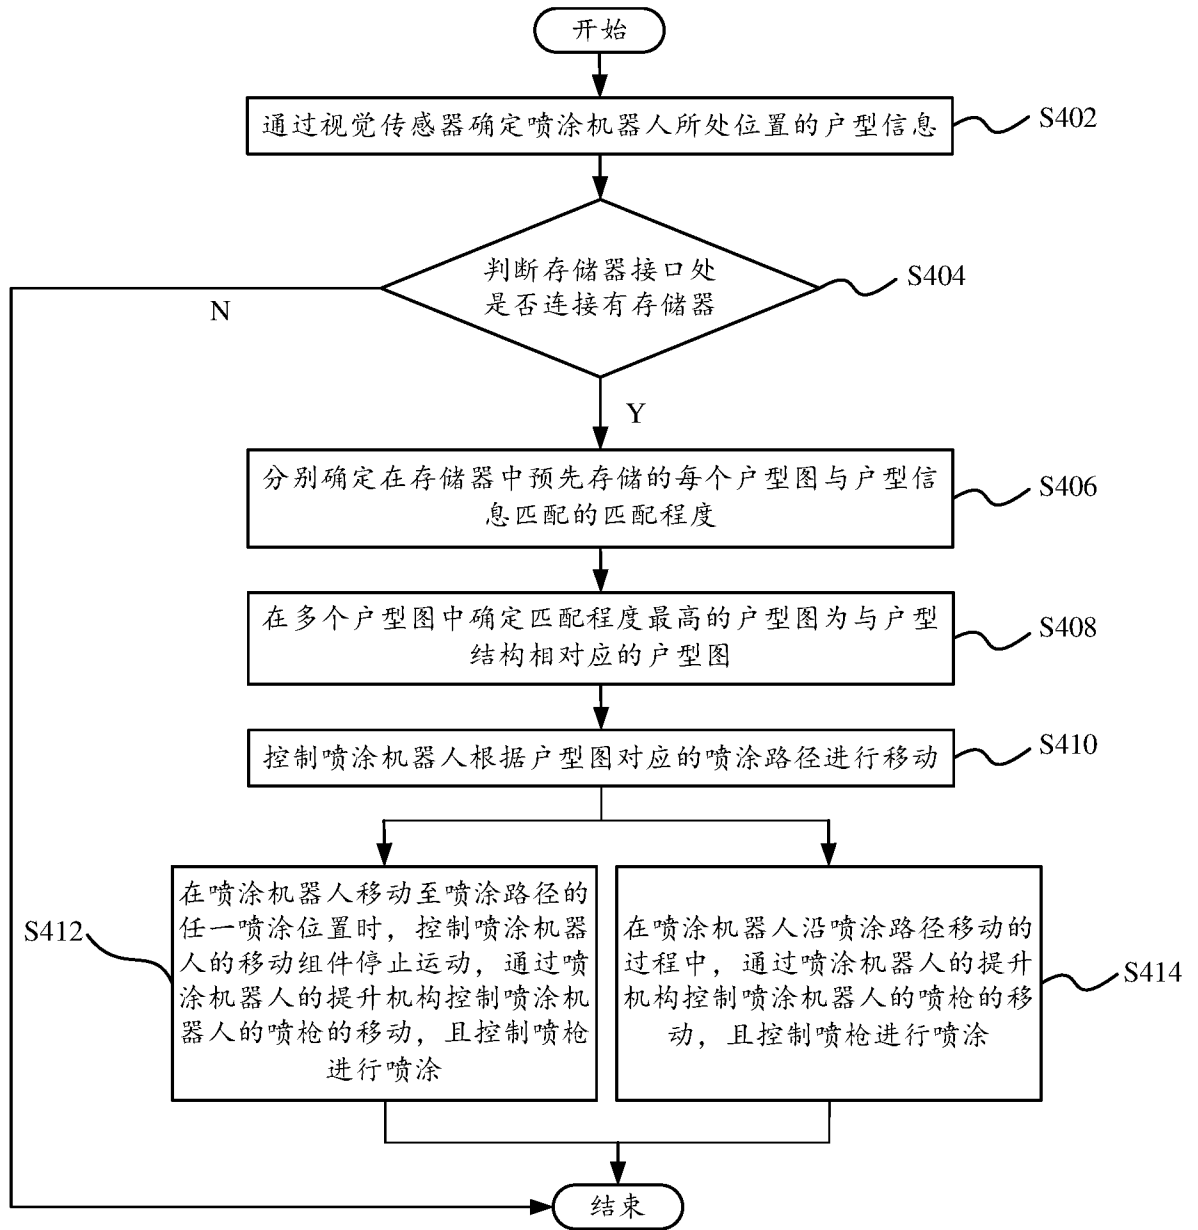 开始
通过视觉传感器确定喷涂机器人所处位置的户型信息
S402
判断存储器接口处
是否连接有存储器
S404
N
Y
分别确定在存储器中预先存储的每个户型图与户型信
息匹配的匹配程度
S406
在多个户型图中确定匹配程度最高的户型图为与户型
结构相对应的户型图
S408
控制喷涂机器人根据户型图对应的喷涂路径进行移动
S410
在喷涂机器人移动至喷涂路径的
任一喷涂位置时，控制喷涂机器
人的移动组件停止运动，通过喷
涂机器人的提升机构控制喷涂机
器人的喷枪的移动，且控制喷枪
进行喷涂
S412
在喷涂机器人沿喷涂路径移动的
过程中，通过喷涂机器人的提升
机构控制喷涂机器人的喷枪的移
动，且控制喷枪进行喷涂
S414
结束